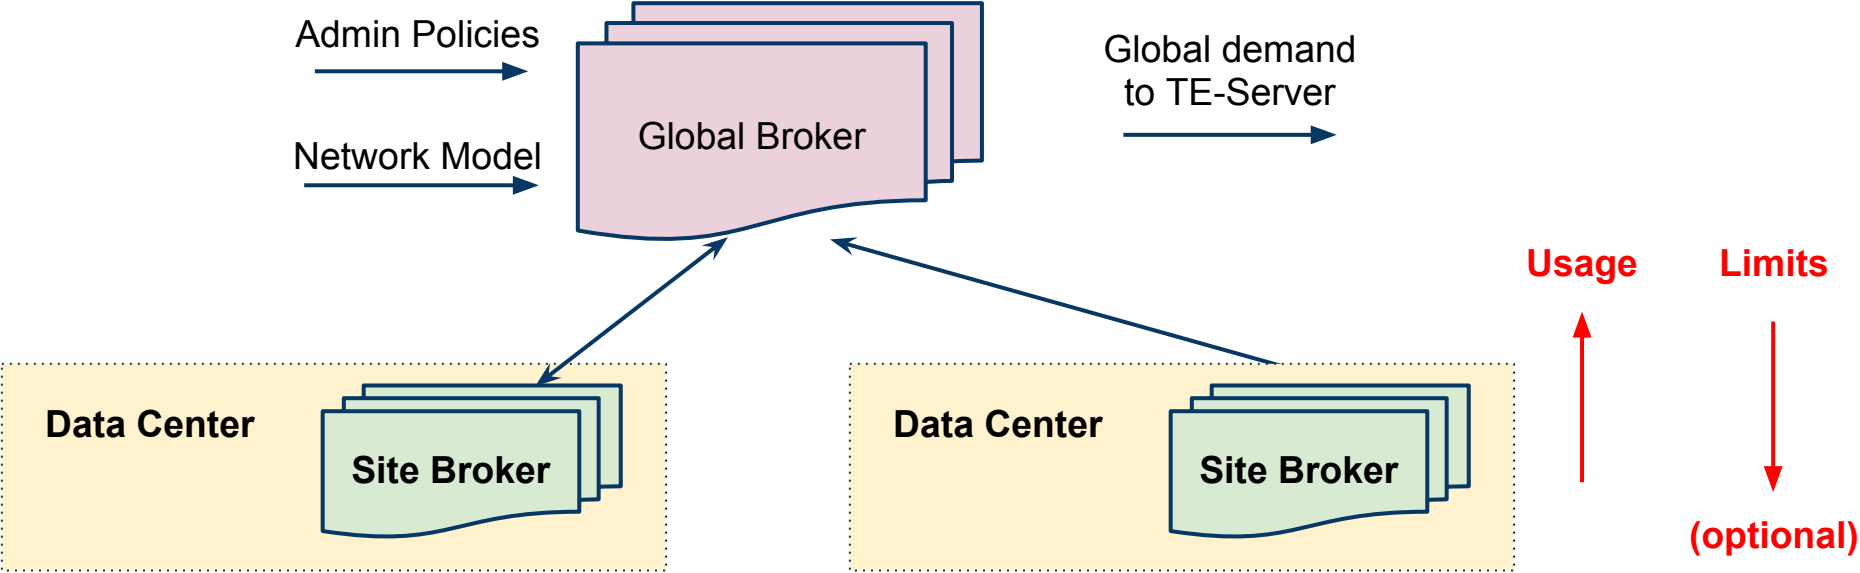 Admin Policies
Network Model
Global Broker
Global demand
to TE-Server
Usage
Limits
Data Center
Site Broker
Data Center
Site Broker
(optional)